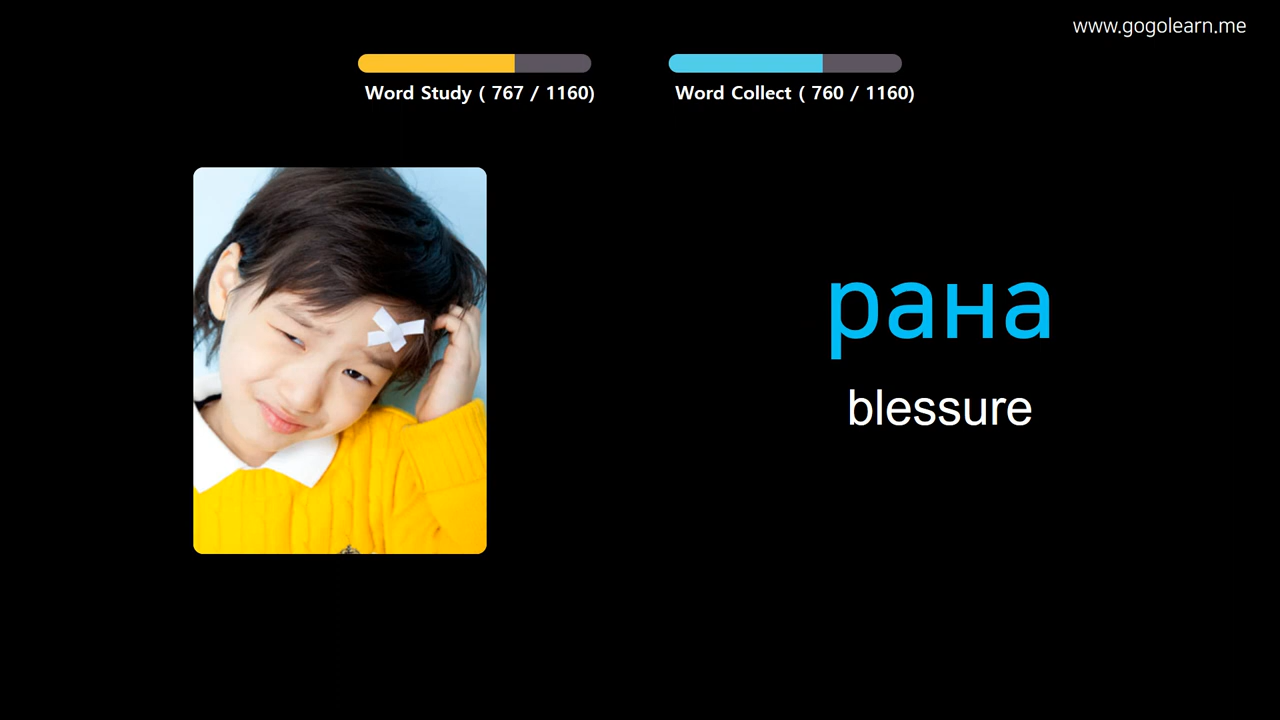 www.gogolearn.me
Word Study ( 767 / 1160)
Word Collect ( 760 / 1160)
рана
blessure